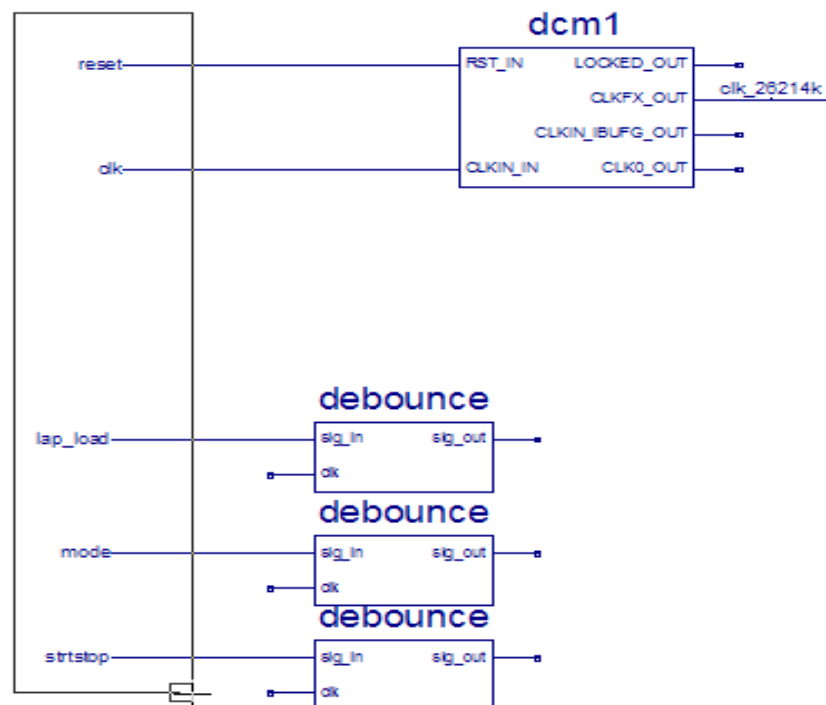 dcm1
reset RST_IN LOCKED_OUT
CLKFX_OUT clk_26214k
CLKIN_IBUFG_OUT
clk CLKIN_IN CLK0_OUT
debounce
lap_load sig_in sig_out
clk
debounce
mode sig_in sig_out
clk
debounce
strtstop sig_in sig_out
clk